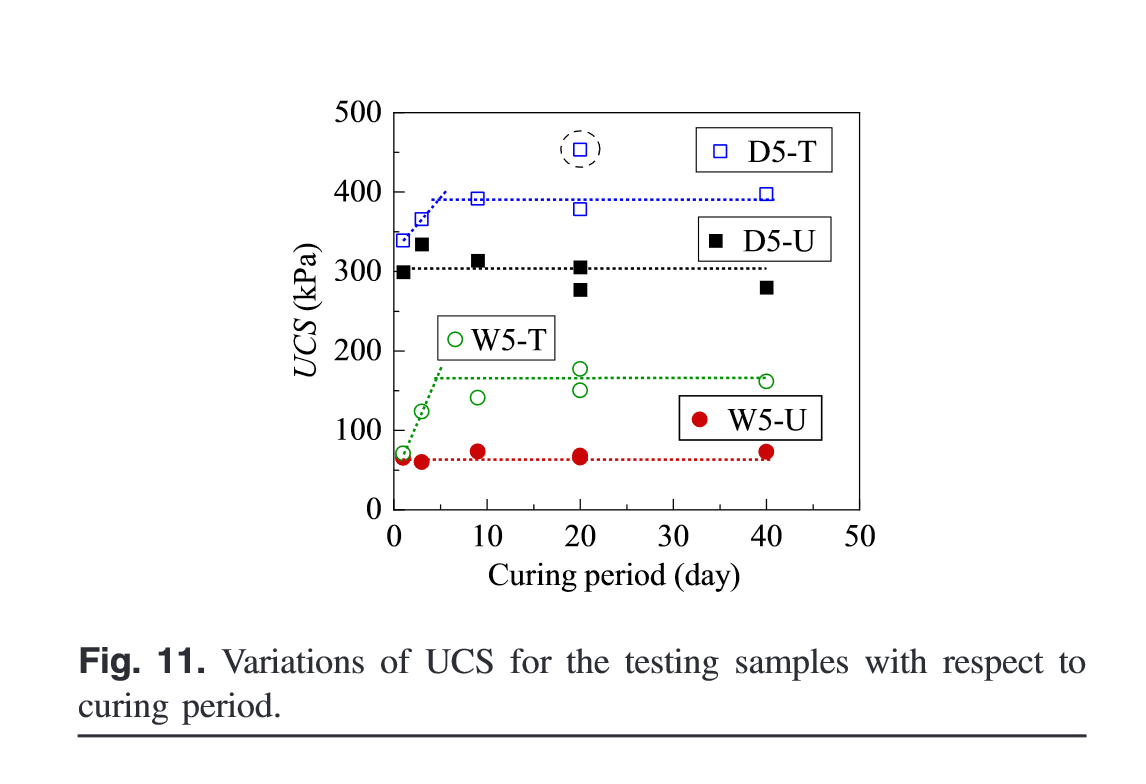 500
400
300
200
100
0
UCS (kPa)
D5-T
D5-U
W5-T
W5-U
0 10 20 30 40 50
Curing period (day)
Fig. 11. Variations of UCS for the testing samples with respect to
curing period.